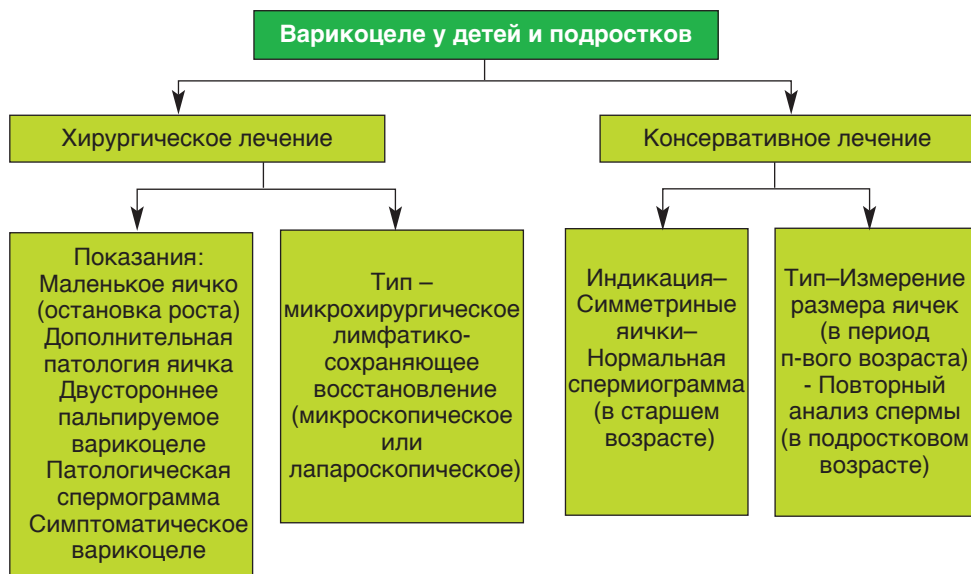 Варикоцеле у детей и подростков
Хирургическое лечение
Консервативное лечение
Показания:
Маленькое яичко
(остановка роста)
Дополнительная
патология яичка
Двустороннее
пальпируемое
варикоцеле
Патологическая
спермограмма
Симптоматическое
варикоцеле
Тип –
микрохирургическое
лимфатико-
сохраняющее
восстановление
(микроскопическое
или
лапароскопическое)
Индикация–
Симметриные
яички–
Нормальная
спермиограмма
(в старшем
возрасте)
Тип–Измерение
размера яичек
(в период
п-вого возраста)
- Повторный
анализ спермы
(в подростковом
возрасте)